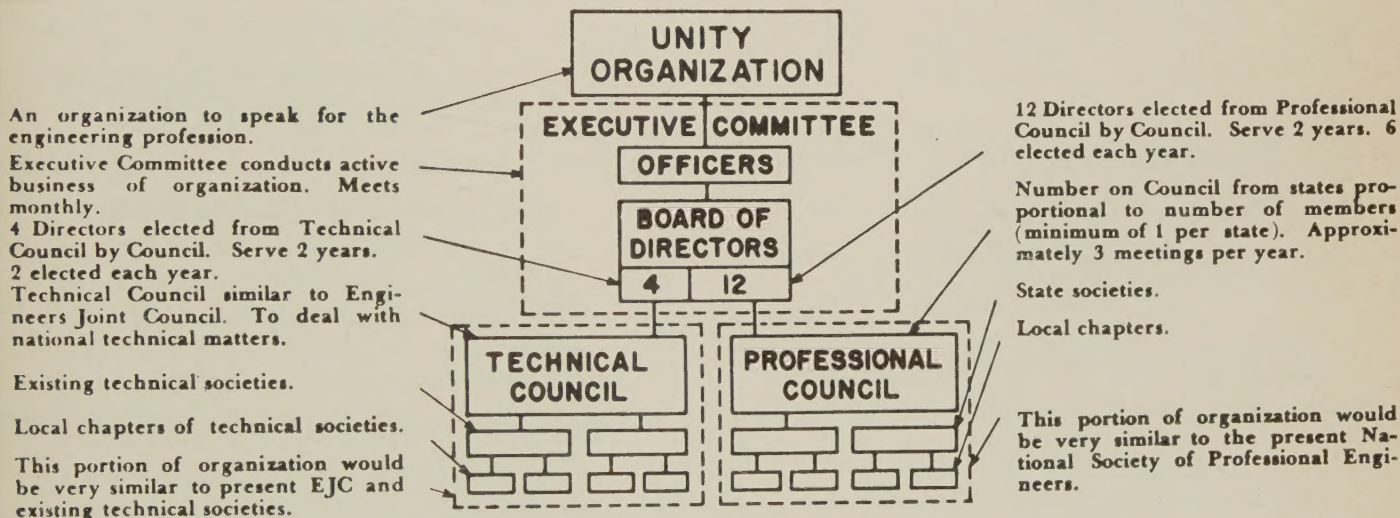 UNITY
ORGANIZATION
An organization to speak for the
engineering profession.
Executive Committee conducts active
business of organization. Meets
monthly.
4 Directors elected from Technical
Council by Council. Serve 2 years.
2 elected each year.
Technical Council similar to Engi-
neers Joint Council. To deal with
national technical matters.
Existing technical societies.
Local chapters of technical societies.
This portion of organization would
be very similar to present EJC and
existing technical societies.
EXECUTIVE COMMITTEE
OFFICERS
BOARD OF
DIRECTORS
4 12
TECHNICAL
COUNCIL
PROFESSIONAL
COUNCIL
12 Directors elected from Professional
Council by Council. Serve 2 years. 6
elected each year.
Number on Council from states pro-
portional to number of members
(minimum of 1 per state). Approxi-
mately 3 meetings per year.
State societies.
Local chapters.
This portion of organization would
be very similar to the present Na-
tional Society of Professional Engi-
neers.